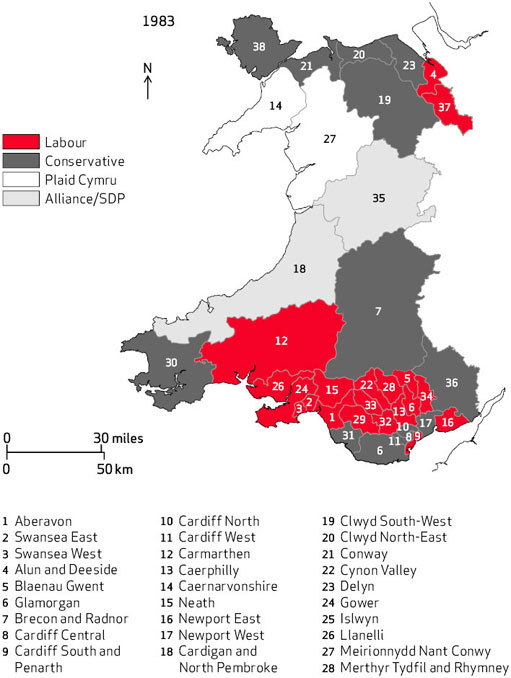 1983
N
38
20
21
23
4
19
37
14
27
Labour
Conservative
Plaid Cymru
Alliance/SDP
35
18
7
12
30
26
24
15
22
28
5
36
2
3
34
33
13
6
1
29
32
10
17
16
31
11
8
9
6
0 30 miles
0 50 km
1 Aberavon
2 Swansea East
3 Swansea West
4 Alun and Deeside
5 Blaenau Gwent
6 Glamorgan
7 Brecon and Radnor
8 Cardiff Central
9 Cardiff South and
Penarth
10 Cardiff North
11 Cardiff West
12 Carmarthen
13 Caerphilly
14 Caernarvonshire
15 Neath
16 Newport East
17 Newport West
18 Cardigan and
North Pembroke
19 Clwyd South-West
20 Clwyd North-East
21 Conway
22 Cynon Valley
23 Delyn
24 Gower
25 Islwyn
26 Llanelli
27 Meirionnydd Nant Conwy
28 Merthyr Tydfil and Rhymney